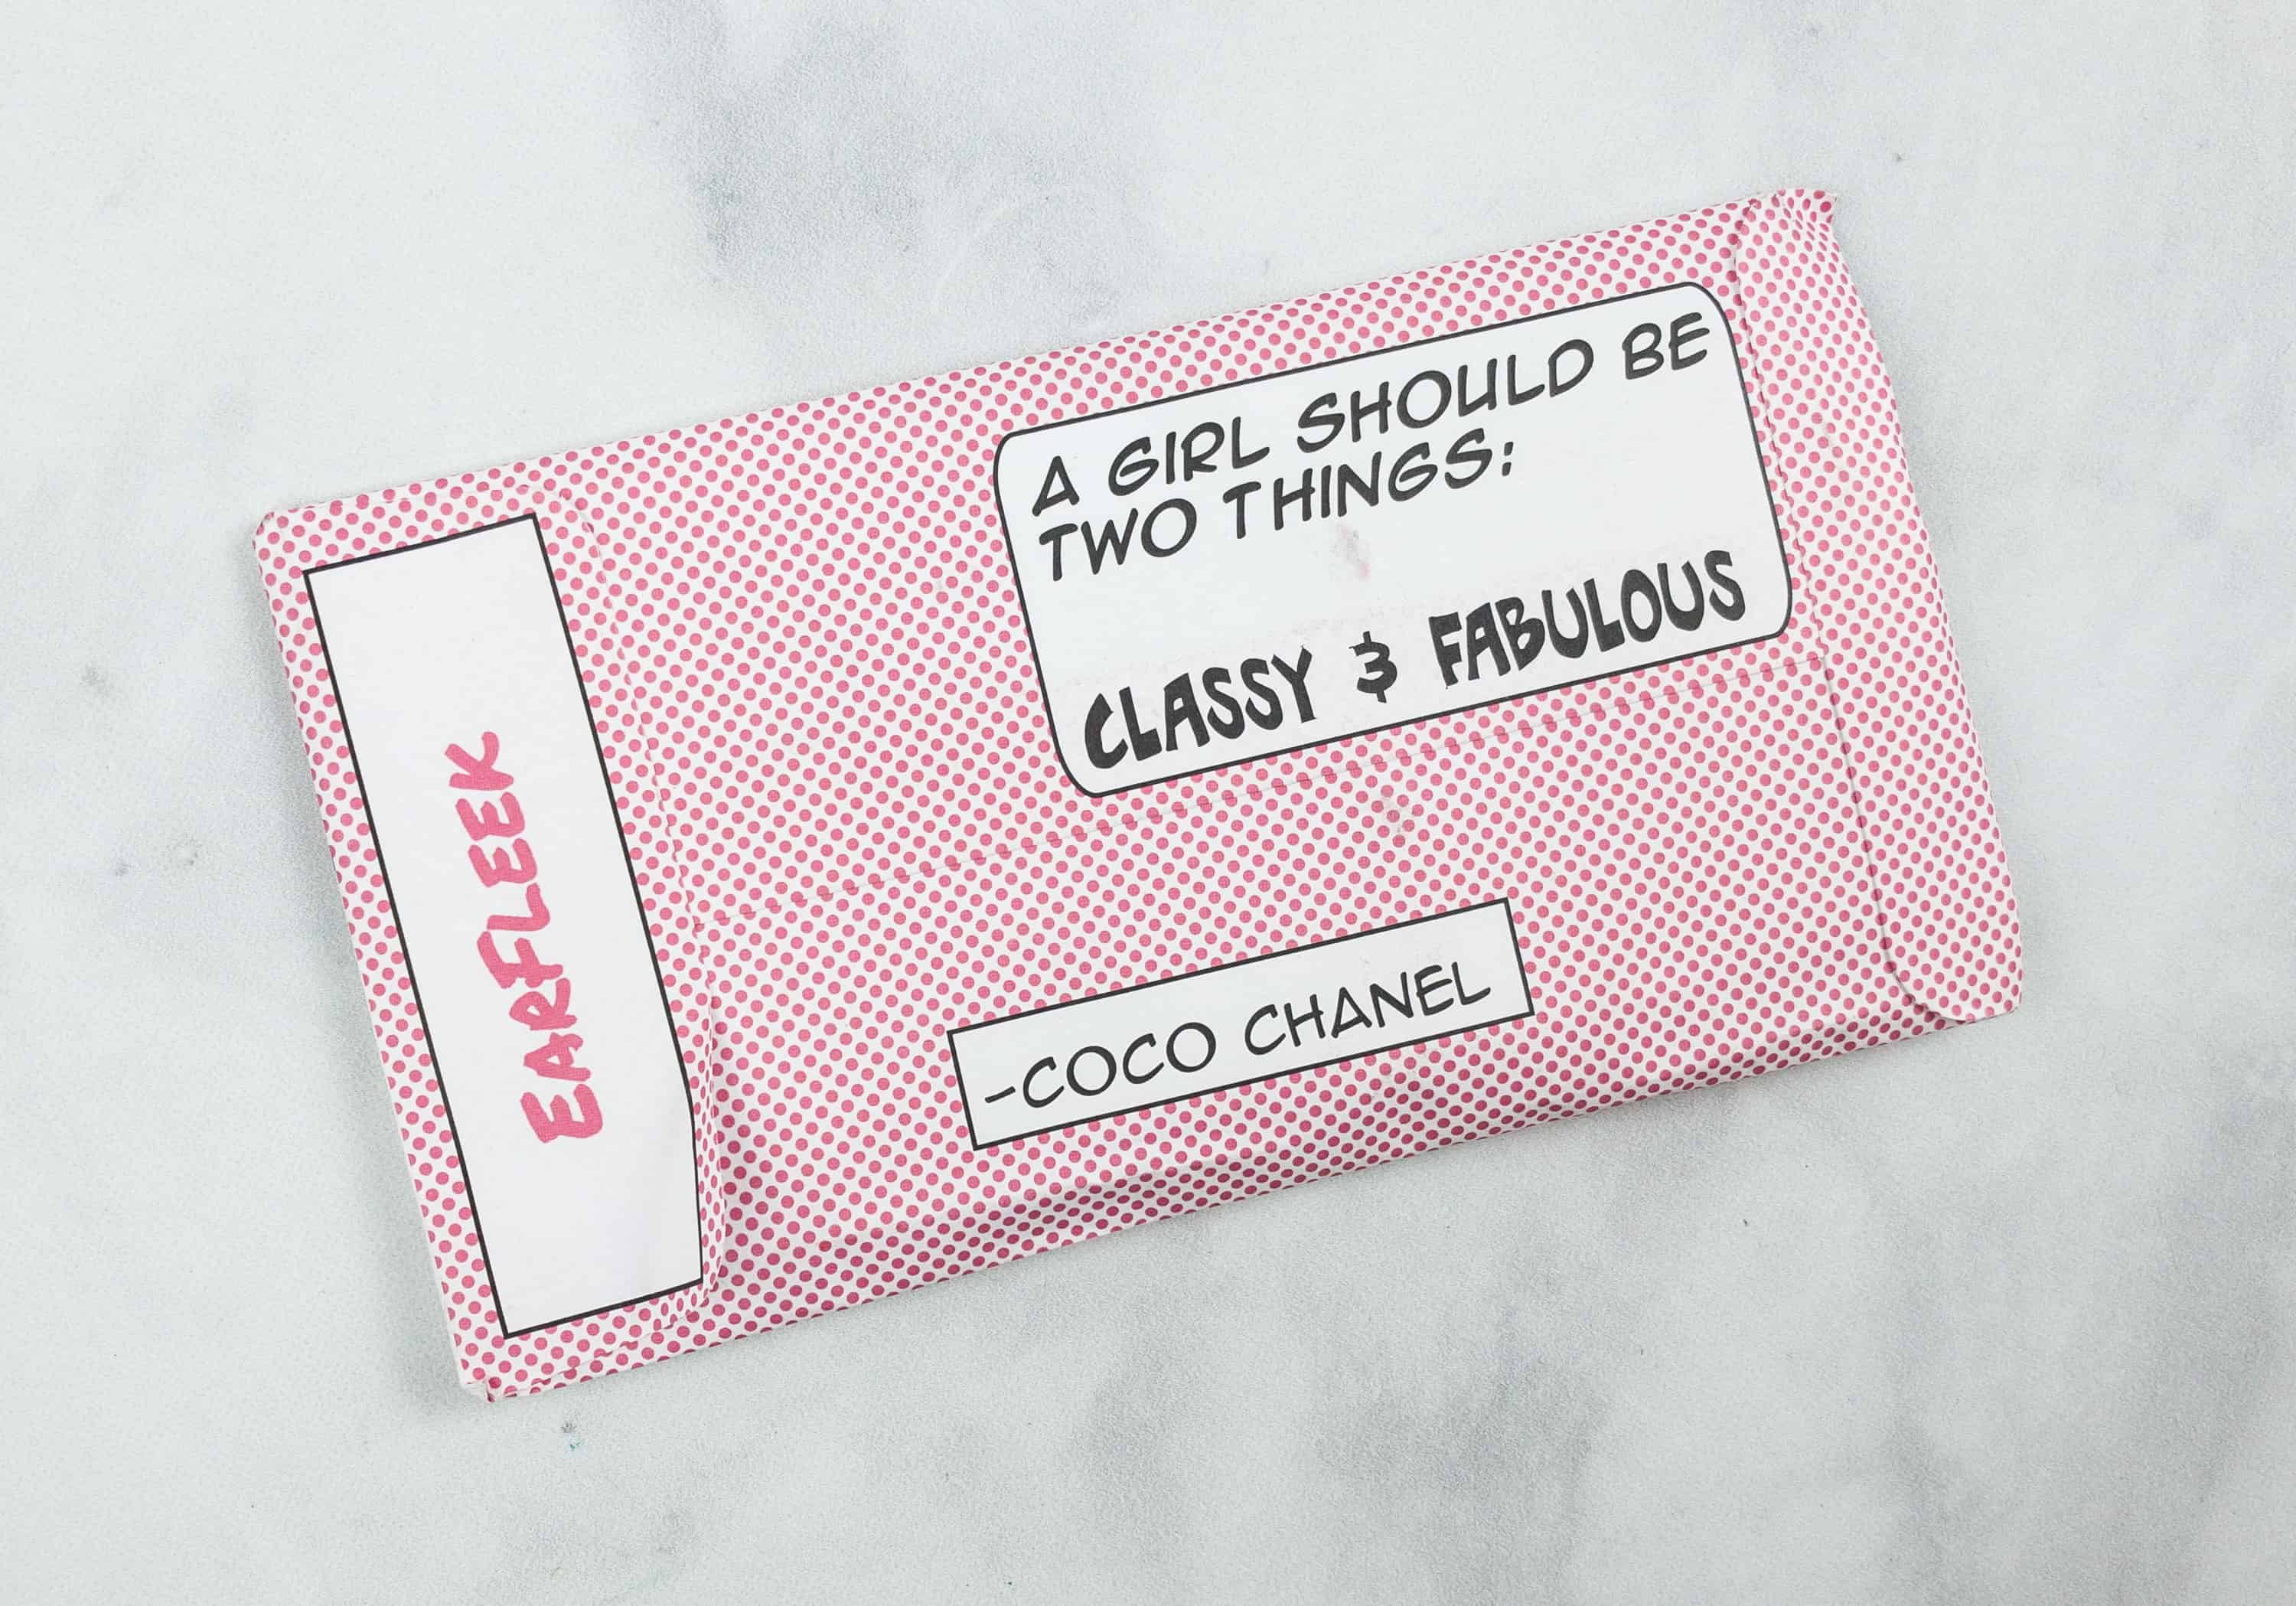 A GIRL SHOULD BE
TWO THINGS:
CLASSY & FABULOUS
-COCO CHANEL
EARFLEEK